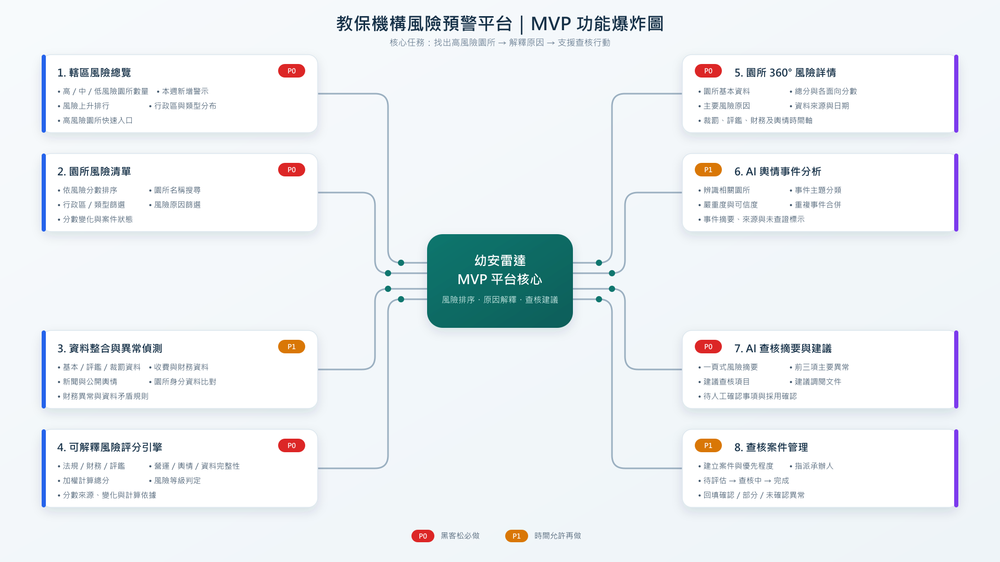 教保機構風險預警平台｜MVP 功能爆炸圖
核心任務：找出高風險園所 → 解釋原因 → 支援查核行動
1. 轄區風險總覽
P0
• 高 / 中 / 低風險園所數量 • 本週新增警示
• 風險上升排行 • 行政區與類型分布
• 高風險園所快速入口
2. 園所風險清單
P0
• 依風險分數排序 • 園所名稱搜尋
• 行政區 / 類型篩選 • 風險原因篩選
• 分數變化與案件狀態
3. 資料整合與異常偵測
P1
• 基本 / 評鑑 / 裁罰資料 • 收費與財務資料
• 新聞與公開輿情 • 園所身分資料比對
• 財務異常與資料矛盾規則
4. 可解釋風險評分引擎
P0
• 法規 / 財務 / 評鑑 • 營運 / 輿情 / 資料完整性
• 加權計算總分 • 風險等級判定
• 分數來源、變化與計算依據
幼安雷達
MVP 平台核心
風險排序 · 原因解釋 · 查核建議
P0
5. 園所 360° 風險詳情
• 園所基本資料 • 總分與各面向分數
• 主要風險原因 • 資料來源與日期
• 裁罰、評鑑、財務及輿情時間軸
P1
6. AI 輿情事件分析
• 辨識相關園所 • 事件主題分類
• 嚴重度與可信度 • 重複事件合併
• 事件摘要、來源與未查證標示
P0
7. AI 查核摘要與建議
• 一頁式風險摘要 • 前三項主要異常
• 建議查核項目 • 建議調閱文件
• 待人工確認事項與採用確認
P1
8. 查核案件管理
• 建立案件與優先程度 • 指派承辦人
• 待評估 → 查核中 → 完成
• 回填確認 / 部分 / 未確認異常
P0 黑客松必做
P1 時間允許再做